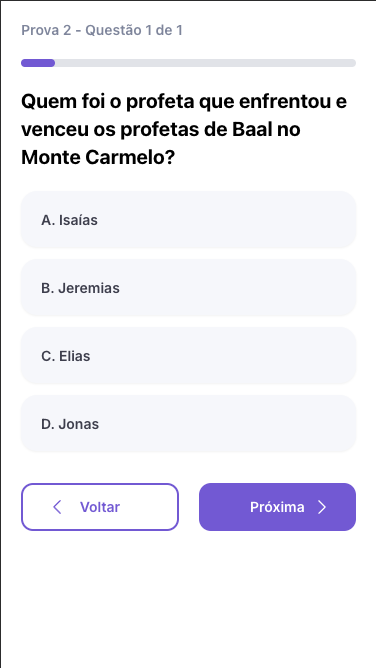 Prova 2 - Questão 1 de 1
Quem foi o profeta que enfrentou e
venceu os profetas de Baal no
Monte Carmelo?
A. Isaías
B. Jeremias
C. Elias
D. Jonas
Voltar
Próxima